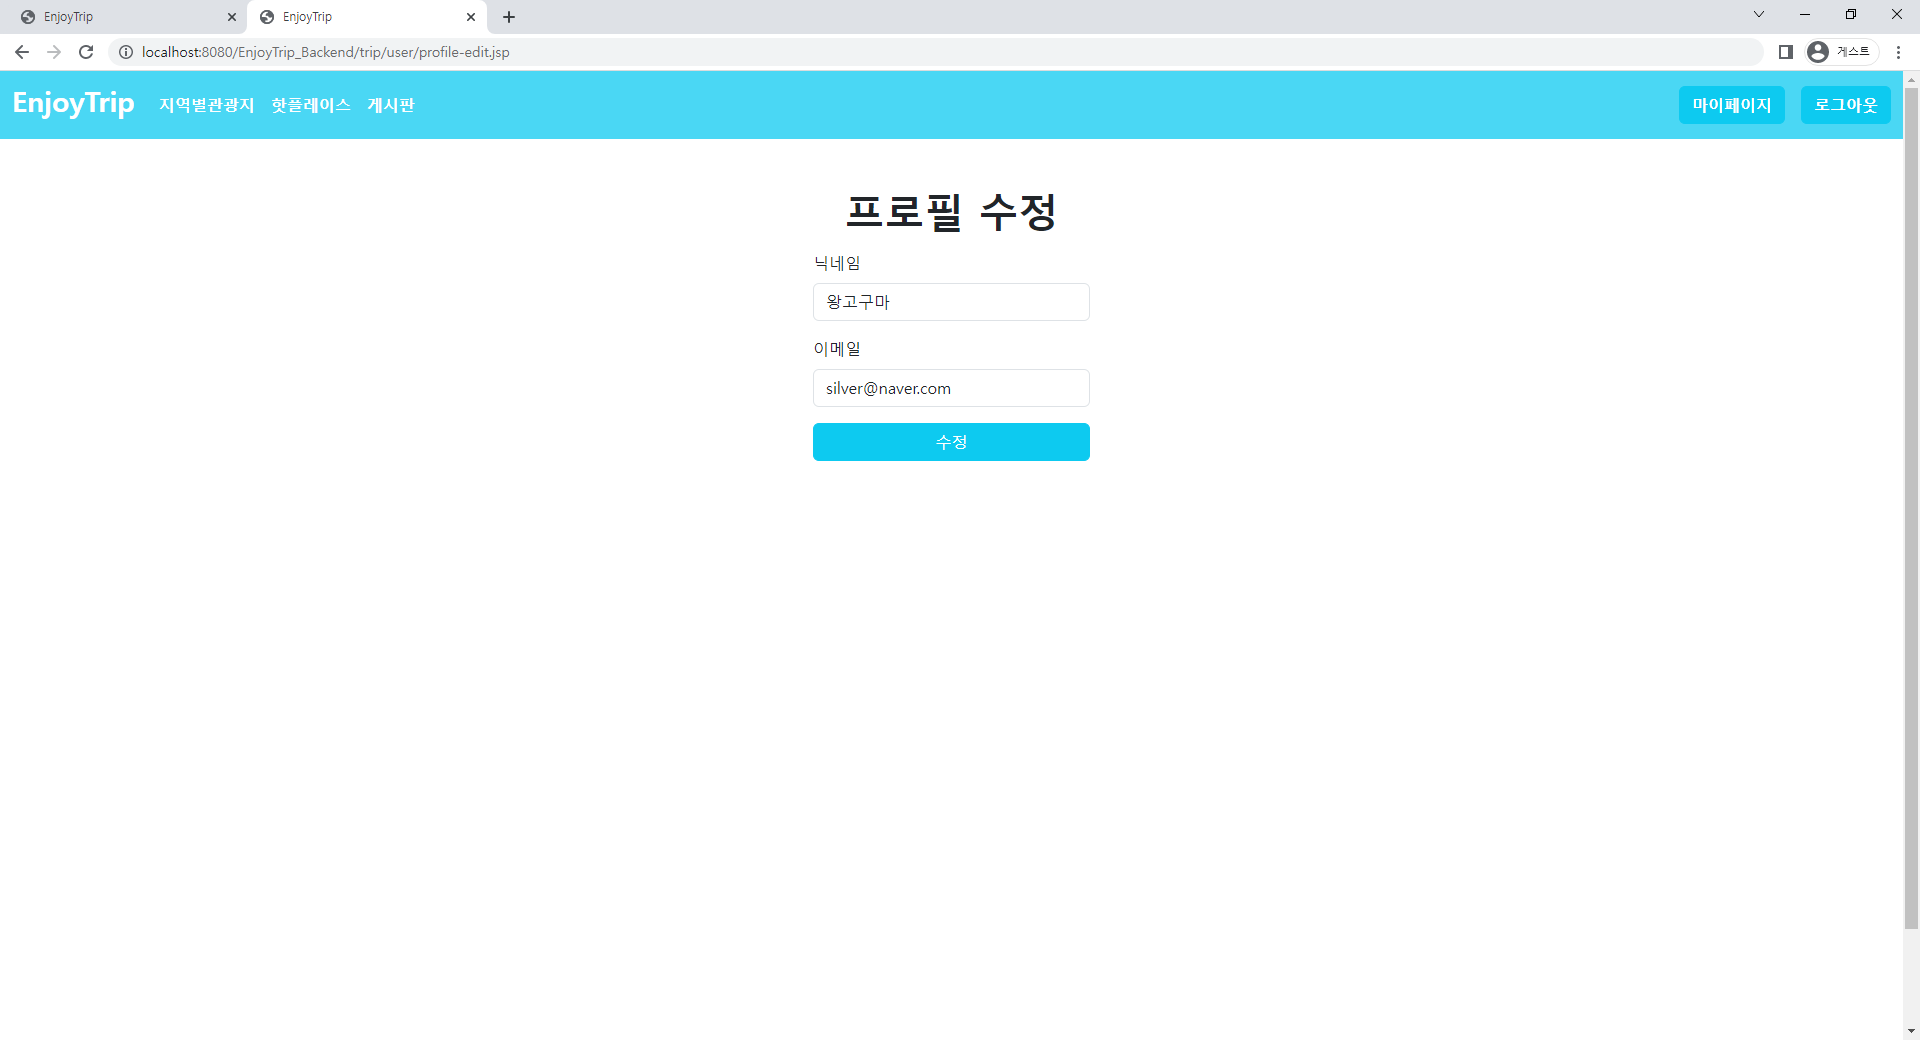 EnjoyTrip
EnjoyTrip
localhost:8080/EnjoyTrip_Backend/trip/user/profile-edit.jsp
게스트
EnjoyTrip 지역별관광지 핫플레이스 게시판 마이페이지 로그아웃
프로필 수정
닉네임
왕고구마
이메일
silver@naver.com
수정